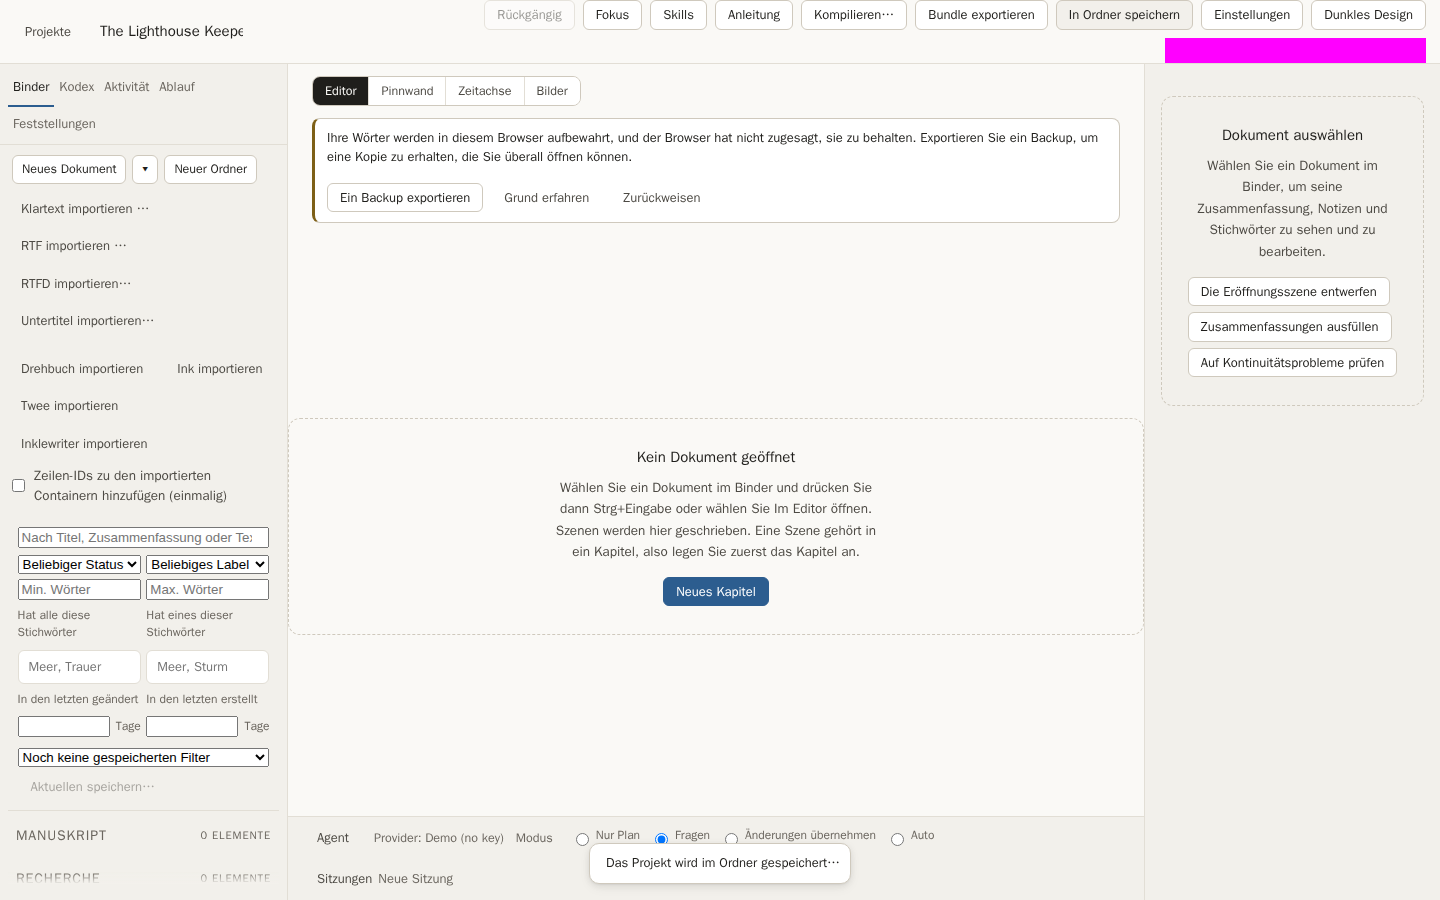 Projekte
The Lighthouse Keepe
Rückgängig
Fokus
Skills
Anleitung
Kompilieren…
Bundle exportieren
In Ordner speichern
Einstellungen
Dunkles Design
Binder
Kodex
Aktivität
Ablauf
Feststellungen
Neues Dokument
Neuer Ordner
Klartext importieren …
RTF importieren …
RTFD importieren…
Untertitel importieren…
Drehbuch importieren
Ink importieren
Twee importieren
Inklewriter importieren
Zeilen-IDs zu den importierten
Containern hinzufügen (einmalig)
Nach Titel, Zusammenfassung oder Te
Beliebiger Status
Beliebiges Label
Min. Wörter
Max. Wörter
Hat alle diese
Stichwörter
Hat eines dieser
Stichwörter
Meer, Trauer
Meer, Sturm
In den letzten geändert
In den letzten erstellt
Tage
Tage
Noch keine gespeicherten Filter
Aktuellen speichern…
MANUSKRIPT
0 ELEMENTE
RECHERCHE
0 ELEMENTE
Editor
Pinnwand
Zeitachse
Bilder
Ihre Wörter werden in diesem Browser aufbewahrt, und der Browser hat nicht zugesagt, sie zu behalten. Exportieren Sie ein Backup, um
eine Kopie zu erhalten, die Sie überall öffnen können.
Ein Backup exportieren
Grund erfahren
Zurückweisen
Kein Dokument geöffnet
Wählen Sie ein Dokument im Binder und drücken Sie
dann Strg+Eingabe oder wählen Sie Im Editor öffnen.
Szenen werden hier geschrieben. Eine Szene gehört in
ein Kapitel, also legen Sie zuerst das Kapitel an.
Neues Kapitel
Agent
Provider: Demo (no key)
Modus
Nur Plan
Fragen
Änderungen übernehmen
Auto
Das Projekt wird im Ordner gespeichert…
Sitzungen
Neue Sitzung
Dokument auswählen
Wählen Sie ein Dokument im
Binder, um seine
Zusammenfassung, Notizen und
Stichwörter zu sehen und zu
bearbeiten.
Die Eröffnungsszene entwerfen
Zusammenfassungen ausfüllen
Auf Kontinuitätsprobleme prüfen